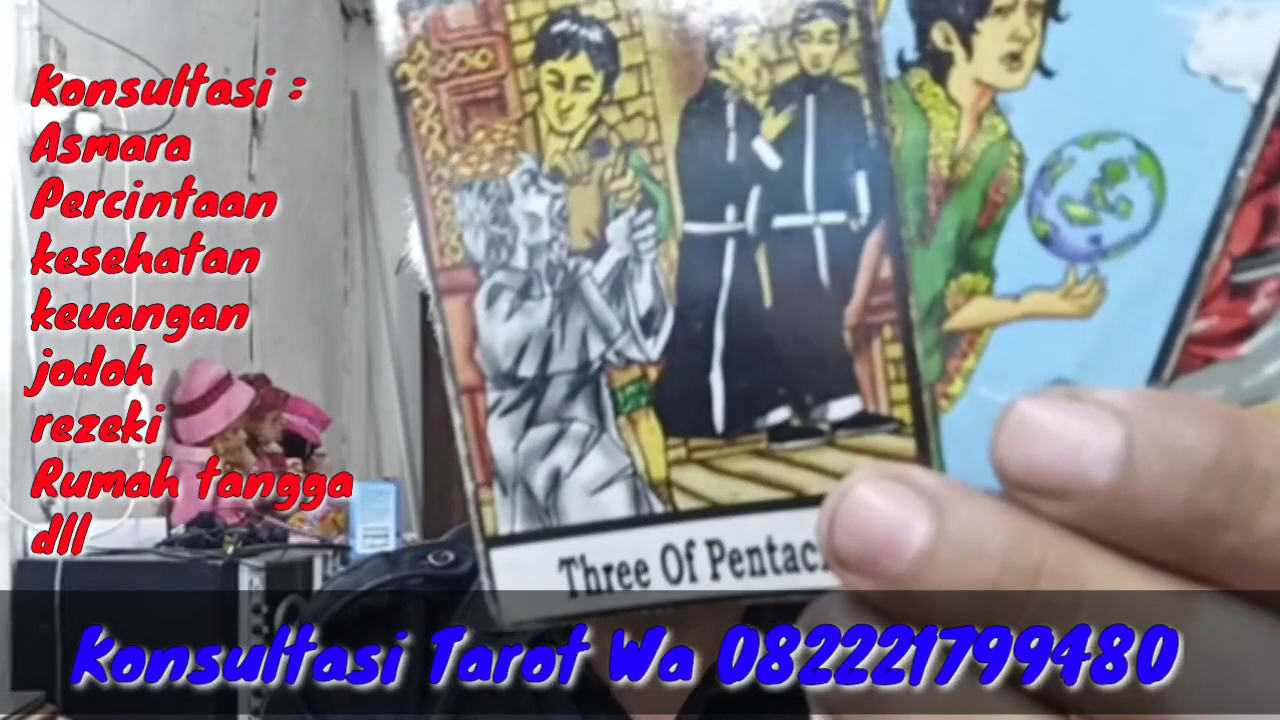 Konsultasi :
Asmara
Percintaan
kesehatan
keuangan
jodoh
rezeki
Rumah tangga
dll
Three Of Pentac
Konsultasi Tarot Wa 082221799480